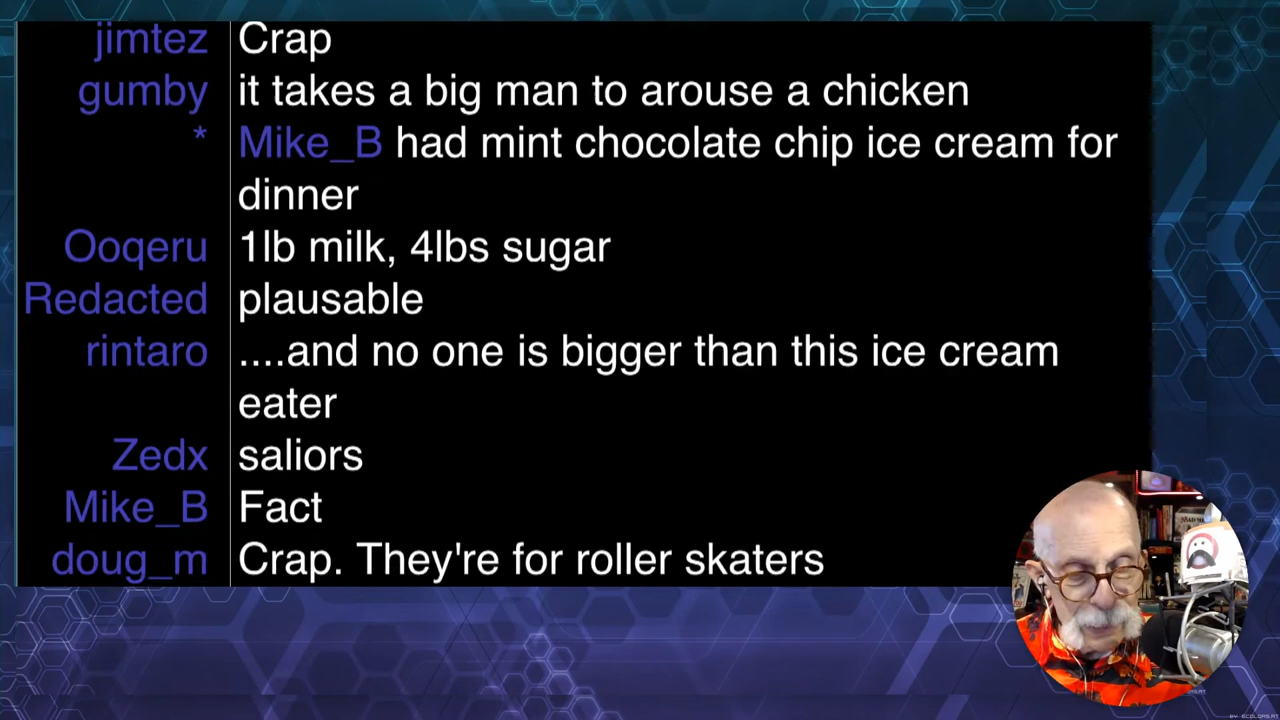 jimtez Crap
gumby it takes a big man to arouse a chicken
* Mike_B had mint chocolate chip ice cream for
dinner
Ooqeru 1lb milk, 4lbs sugar
Redacted plausable
rintaro ....and no one is bigger than this ice cream
eater
Zedx saliors
Mike_B Fact
doug_m Crap. They're for roller skaters